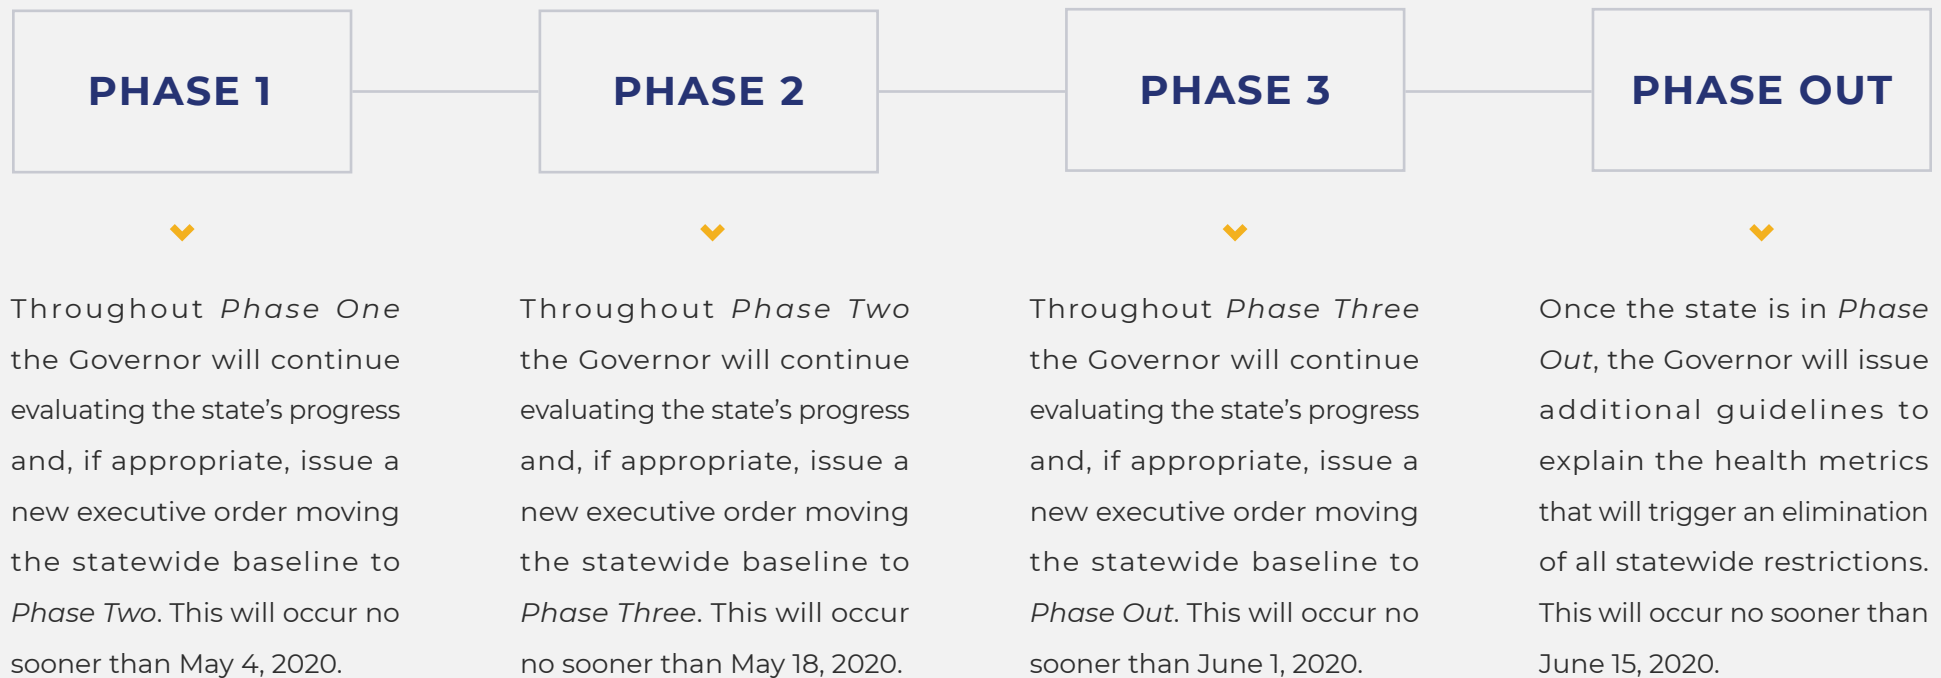 PHASE 1
PHASE 2
PHASE 3
PHASE OUT
Throughout Phase One
the Governor will continue
evaluating the state’s progress
and, if appropriate, issue a
new executive order moving
the statewide baseline to
Phase Two. This will occur no
sooner than May 4, 2020.
Throughout Phase Two
the Governor will continue
evaluating the state’s progress
and, if appropriate, issue a
new executive order moving
the statewide baseline to
Phase Three. This will occur
no sooner than May 18, 2020.
Throughout Phase Three
the Governor will continue
evaluating the state’s progress
and, if appropriate, issue a
new executive order moving
the statewide baseline to
Phase Out. This will occur no
sooner than June 1, 2020.
Once the state is in Phase
Out, the Governor will issue
additional guidelines to
explain the health metrics
that will trigger an elimination
of all statewide restrictions.
This will occur no sooner than
June 15, 2020.